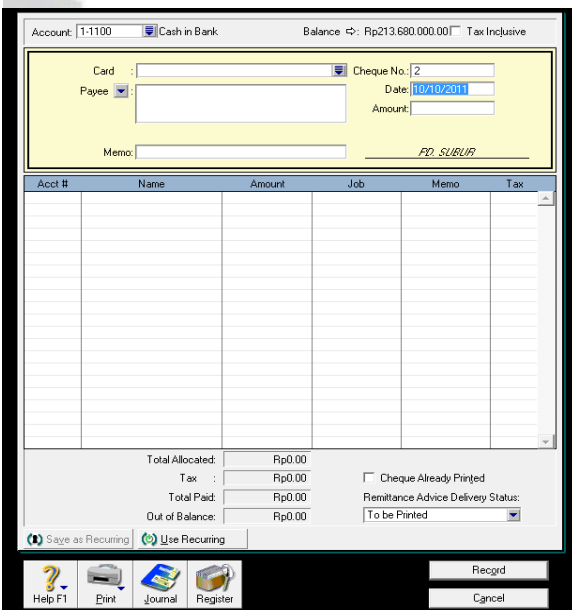 Account: 1-1100 Cash in Bank Balance ⇨: Rp213.680.000.00 Tax Inclusive
Card : Cheque No.: 2
Payee : Date: 10/10/2011
Amount:
Memo: PD. SUBUR
Acct # Name Amount Job Memo Tax
Total Allocated: Rp0.00
Tax : Rp0.00 Cheque Already Printed
Total Paid: Rp0.00 Remittance Advice Delivery Status:
Out of Balance: Rp0.00 To be Printed
Save as Recurring Use Recurring
Record
Help F1 Print Journal Register Cancel